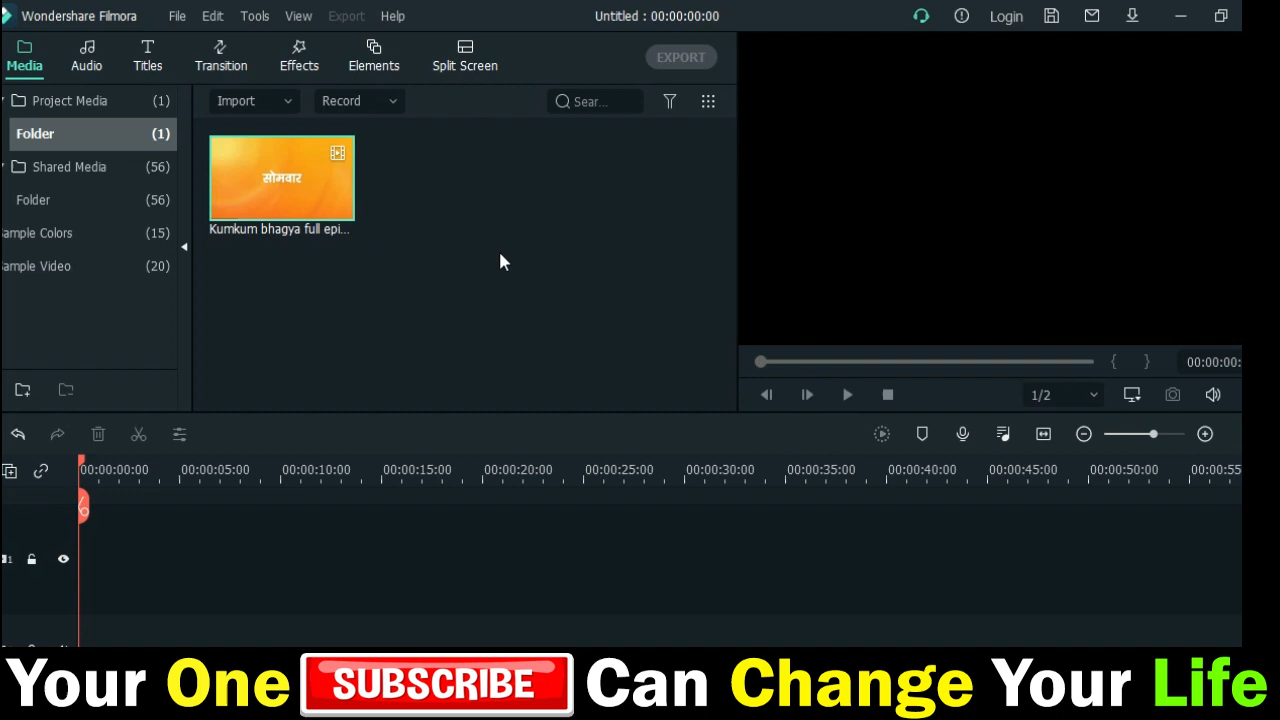 Wondershare Filmora File Edit Tools View Export Help Untitled : 00:00:00:00 Login
Media Audio Titles Transition Effects Elements Split Screen EXPORT
Project Media (1) Import Record Sear...
Folder (1)
Shared Media (56)
सोमवार
Folder (56)
Kumkum bhagya full epi...
ample Colors (15)
ample Video (20)
00:00:00:
1/2
00:00:00:00 00:00:05:00 00:00:10:00 00:00:15:00 00:00:20:00 00:00:25:00 00:00:30:00 00:00:35:00 00:00:40:00 00:00:45:00 00:00:50:00 00:00:55
1
Your One SUBSCRIBE Can Change Your Life